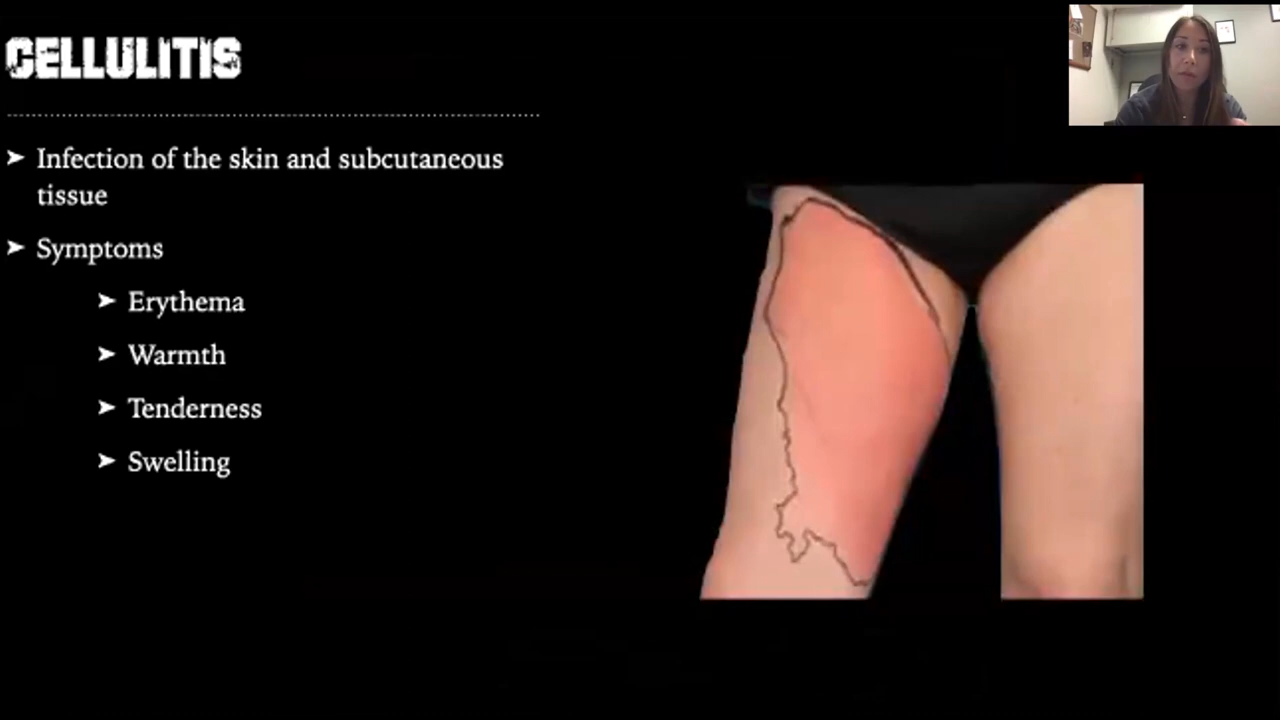 CELLULITIS
➤ Infection of the skin and subcutaneous
tissue
➤ Symptoms
➤ Erythema
➤ Warmth
➤ Tenderness
➤ Swelling